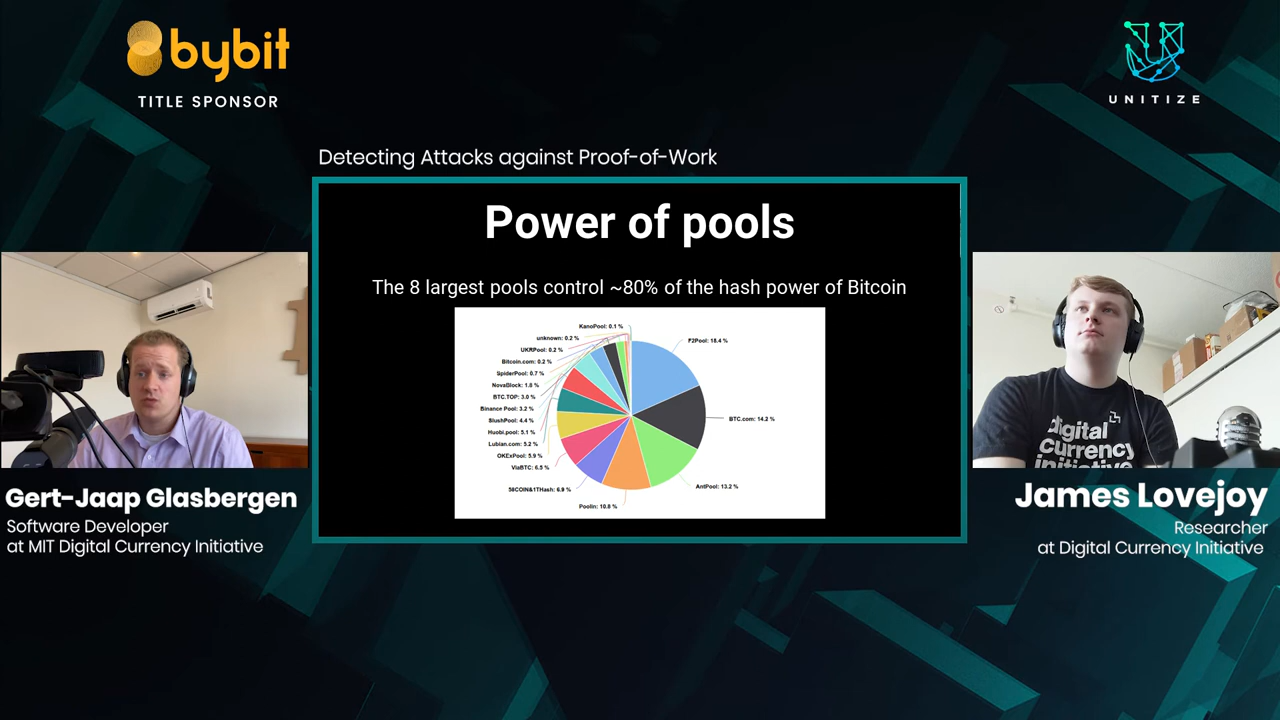 bybit
TITLE SPONSOR
UNITIZE
Detecting Attacks against Proof-of-Work
Power of pools
The 8 largest pools control ~80% of the hash power of Bitcoin
KanoPool: 0.1 %
unknown: 0.2 %
UKRPool: 0.2 %
Bitcoin.com: 0.2 %
SpiderPool: 0.7 %
NovaBlock: 1.8 %
BTC.TOP: 3.0 %
Binance Pool: 3.2 %
SlushPool: 4.4 %
Huobi.pool: 5.1 %
Lubian.com: 5.2 %
OKExPool: 5.9 %
ViaBTC: 6.5 %
58COIN&1THash: 6.9 %
Poolin: 10.8 %
AntPool: 13.2 %
BTC.com: 14.2 %
F2Pool: 18.4 %
digital
currency
initiative
Gert-Jaap Glasbergen
Software Developer
at MIT Digital Currency Initiative
James Lovejoy
Researcher
at Digital Currency Initiative